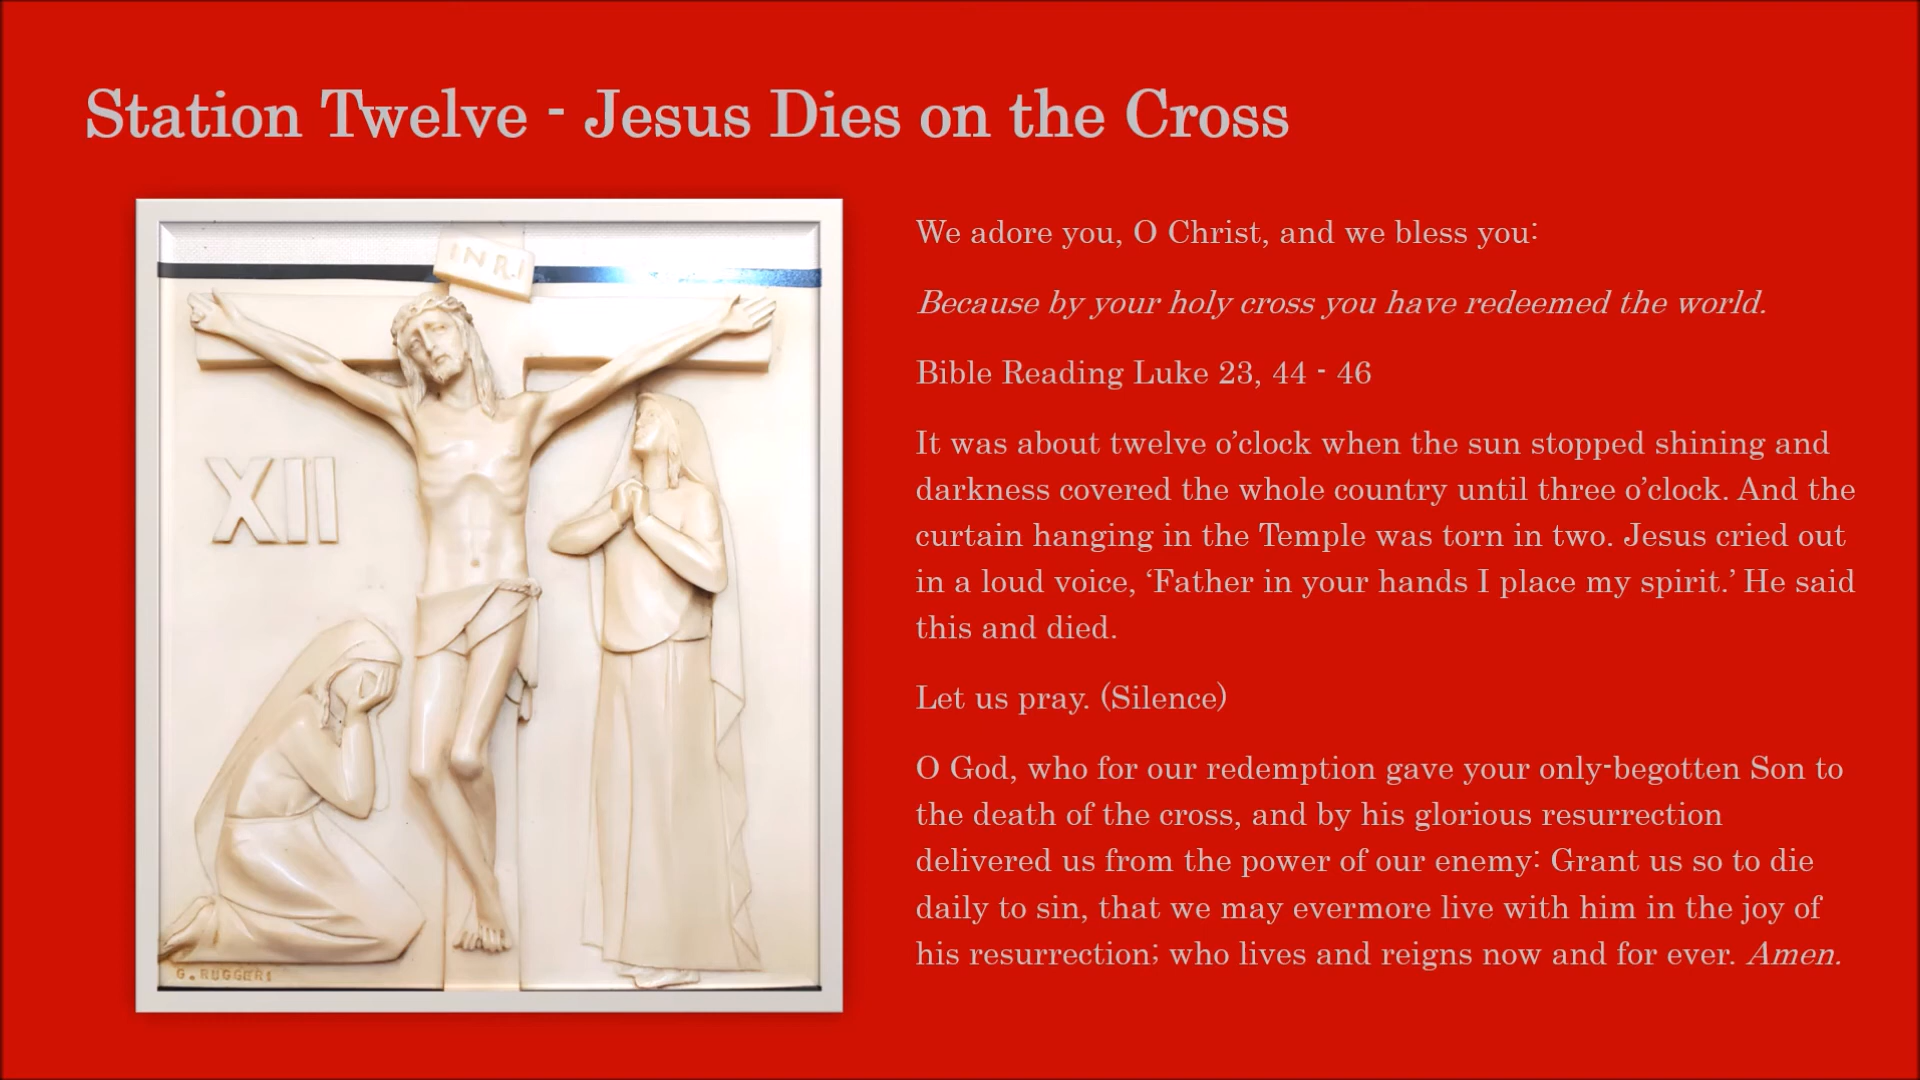 Station Twelve - Jesus Dies on the Cross
INRI
XII
G. RUGGERI
We adore you, O Christ, and we bless you:
Because by your holy cross you have redeemed the world.
Bible Reading Luke 23, 44 - 46
It was about twelve o’clock when the sun stopped shining and
darkness covered the whole country until three o’clock. And the
curtain hanging in the Temple was torn in two. Jesus cried out
in a loud voice, ‘Father in your hands I place my spirit.’ He said
this and died.
Let us pray. (Silence)
O God, who for our redemption gave your only-begotten Son to
the death of the cross, and by his glorious resurrection
delivered us from the power of our enemy: Grant us so to die
daily to sin, that we may evermore live with him in the joy of
his resurrection; who lives and reigns now and for ever. Amen.